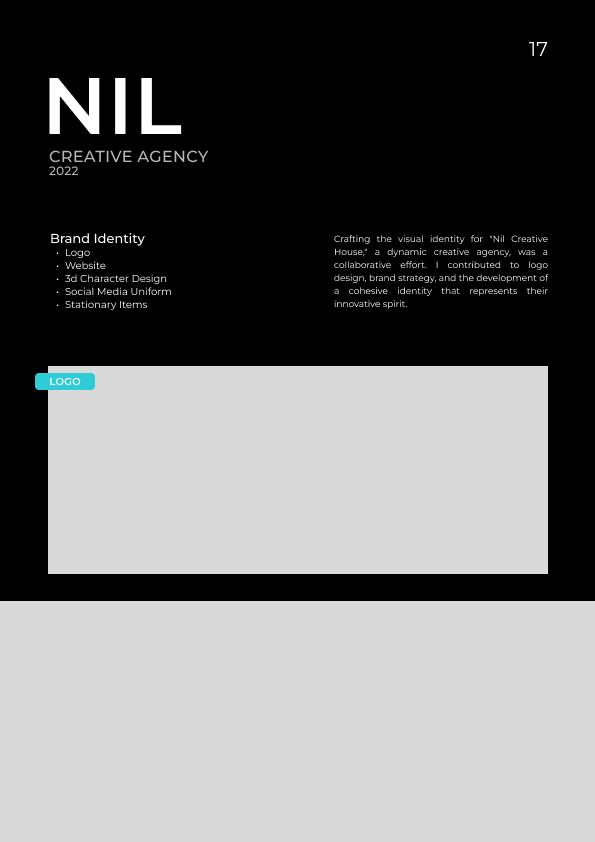 17
NIL
CREATIVE AGENCY
2022
Brand Identity
• Logo
• Website
• 3d Character Design
• Social Media Uniform
• Stationary Items
Crafting the visual identity for "Nil Creative
House," a dynamic creative agency, was a
collaborative effort. I contributed to logo
design, brand strategy, and the development of
a cohesive identity that represents their
innovative spirit.
LOGO